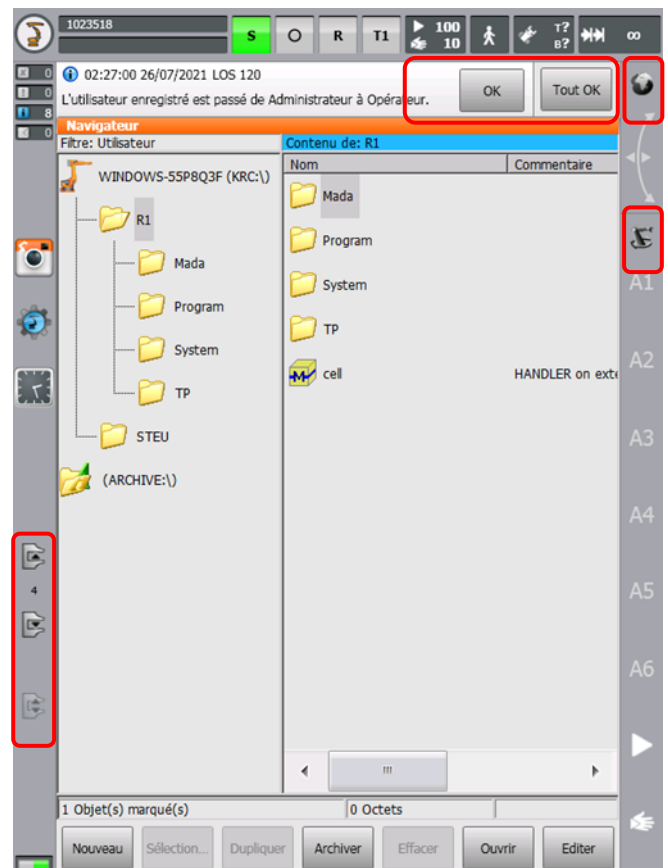 1023518
S O R T1 100 10 T? B? ∞
0
0
8
0
02:27:00 26/07/2021 LOS 120
L'utilisateur enregistré est passé de Administrateur à Opérateur.
OK
Tout OK
Navigateur
Filtre: Utilisateur
Contenu de: R1
WINDOWS-55P8Q3F (KRC:\)
R1
Mada
Program
System
TP
STEU
(ARCHIVE:\)
Nom Commentaire
Mada
Program
System
TP
cell HANDLER on exte
4
A1
A2
A3
A4
A5
A6
1 Objet(s) marqué(s) 0 Octets
Nouveau Sélection... Dupliquer Archiver Effacer Ouvrir Editer